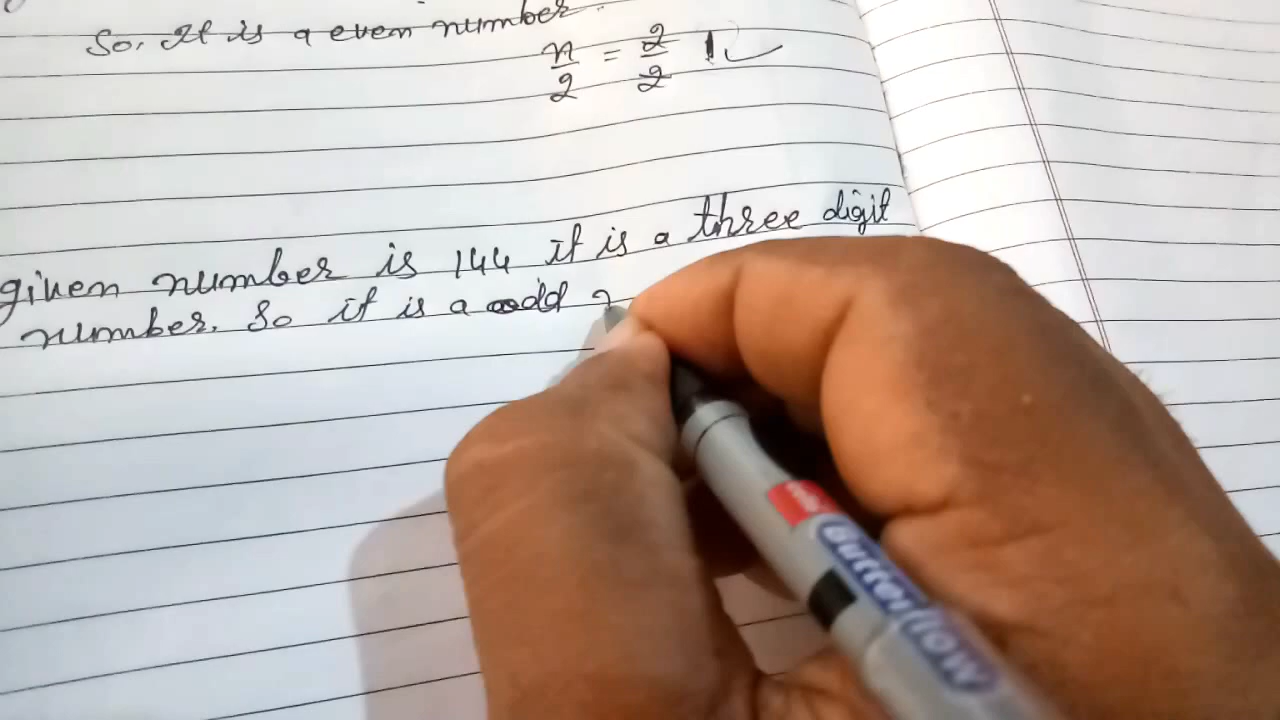 So, It is a even number.
n/2 = 2/2 1
given number is 144 it is a three digit
number. So it is a odd
Butterflow